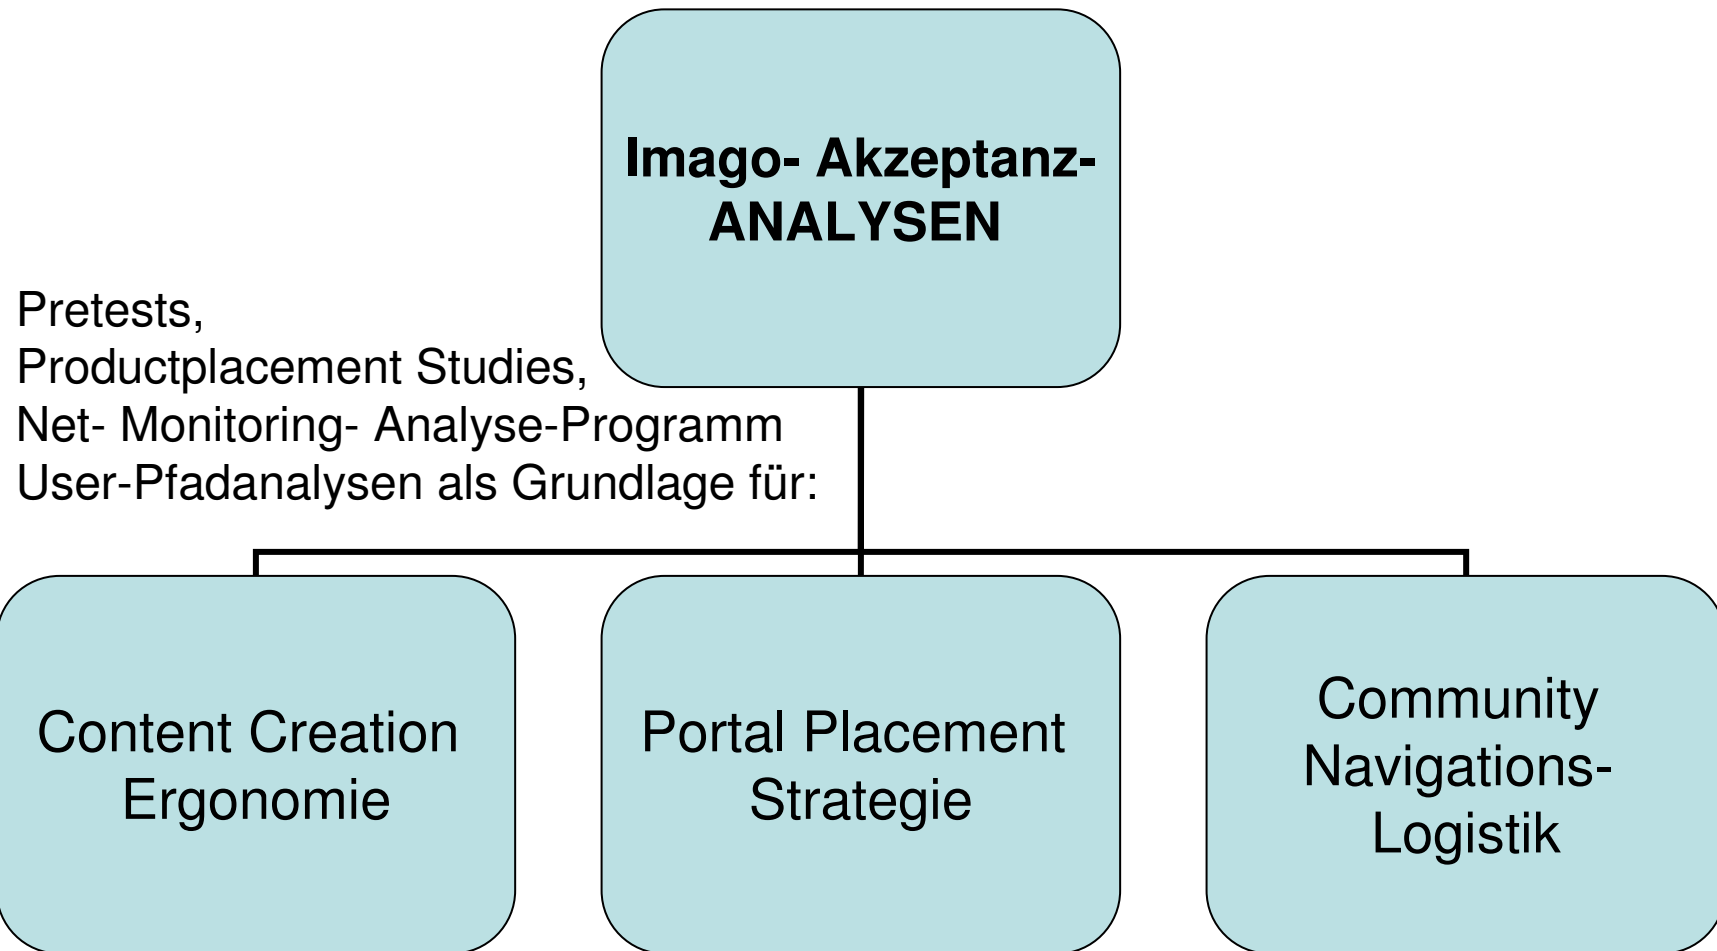 Imago- Akzeptanz-
ANALYSEN
Pretests,
Productplacement Studies,
Net- Monitoring- Analyse-Programm
User-Pfadanalysen als Grundlage für:
Content Creation
Ergonomie
Portal Placement
Strategie
Community
Navigations-
Logistik